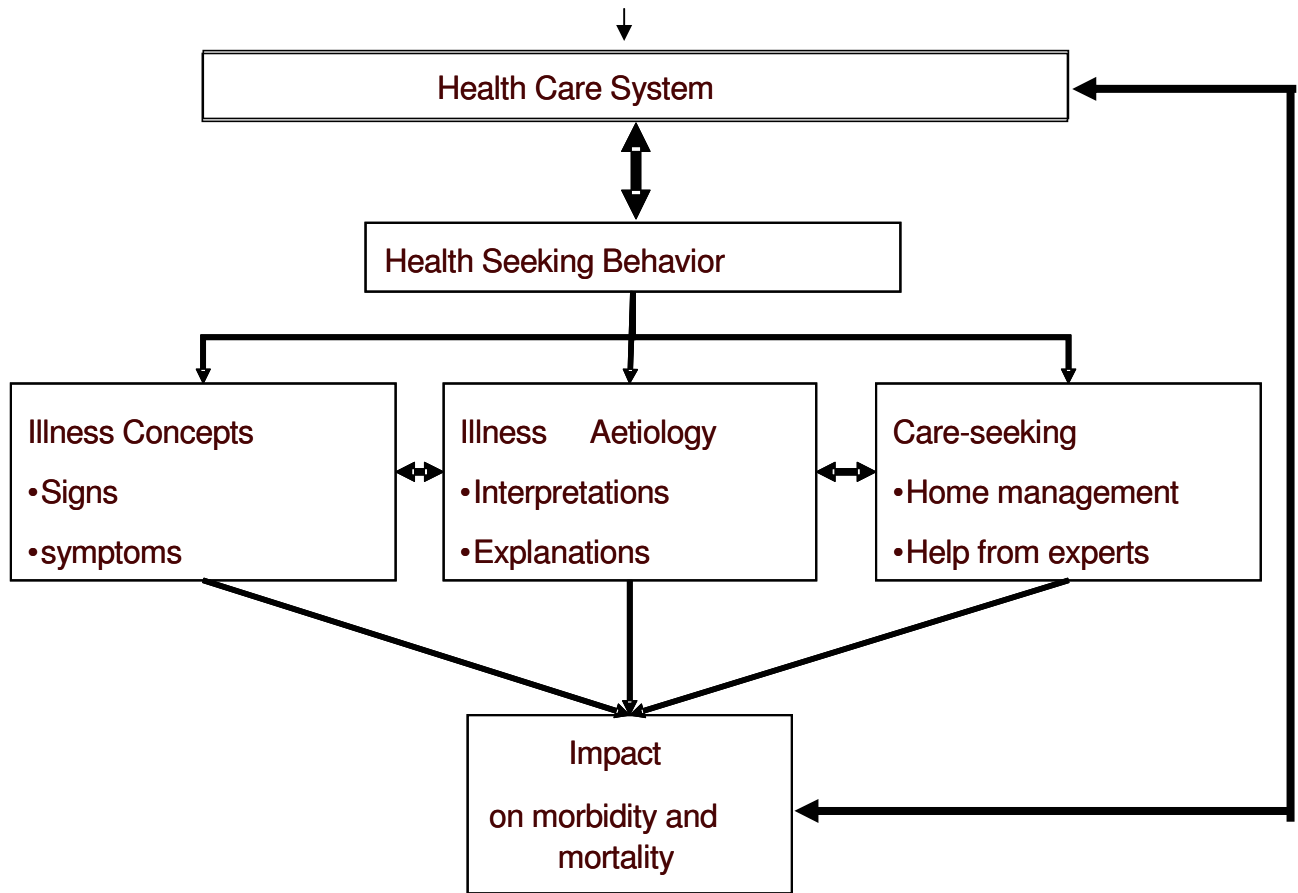 Health Care System
Health Seeking Behavior
Illness Concepts
•Signs
•symptoms
Illness Aetiology
•Interpretations
•Explanations
Care-seeking
•Home management
•Help from experts
Impact
on morbidity and
mortality